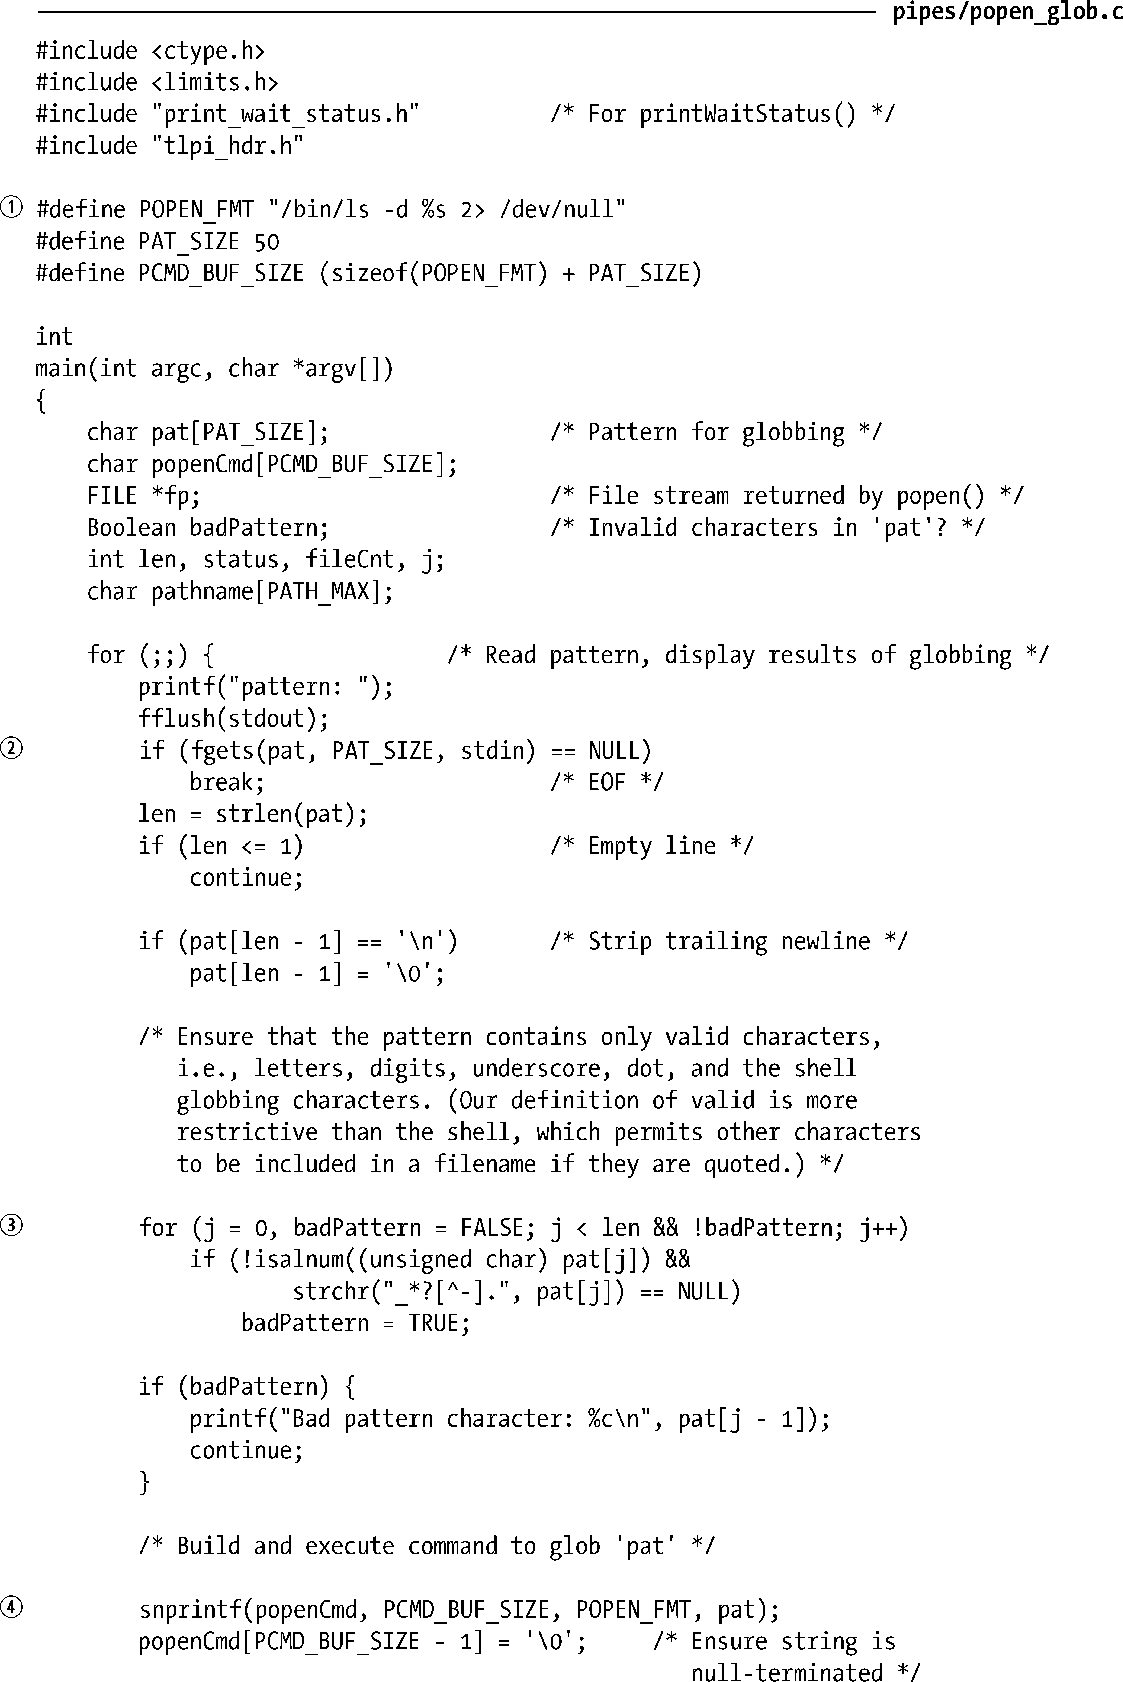 pipes/popen_glob.c
#include <ctype.h>
#include <limits.h>
#include "print_wait_status.h"          /* For printWaitStatus() */
#include "tlpi_hdr.h"
① #define POPEN_FMT "/bin/ls -d %s 2> /dev/null"
#define PAT_SIZE 50
#define PCMD_BUF_SIZE (sizeof(POPEN_FMT) + PAT_SIZE)
int
main(int argc, char *argv[])
{
    char pat[PAT_SIZE];                 /* Pattern for globbing */
    char popenCmd[PCMD_BUF_SIZE];
    FILE *fp;                           /* File stream returned by popen() */
    Boolean badPattern;                 /* Invalid characters in 'pat'? */
    int len, status, fileCnt, j;
    char pathname[PATH_MAX];
    for (;;) {                  /* Read pattern, display results of globbing */
        printf("pattern: ");
        fflush(stdout);
②         if (fgets(pat, PAT_SIZE, stdin) == NULL)
            break;                      /* EOF */
        len = strlen(pat);
        if (len <= 1)                   /* Empty line */
            continue;
        if (pat[len - 1] == '\n')       /* Strip trailing newline */
            pat[len - 1] = '\0';
        /* Ensure that the pattern contains only valid characters,
           i.e., letters, digits, underscore, dot, and the shell
           globbing characters. (Our definition of valid is more
           restrictive than the shell, which permits other characters
           to be included in a filename if they are quoted.) */
③         for (j = 0, badPattern = FALSE; j < len && !badPattern; j++)
            if (!isalnum((unsigned char) pat[j]) &&
                    strchr("_*?[^-].", pat[j]) == NULL)
                badPattern = TRUE;
        if (badPattern) {
            printf("Bad pattern character: %c\n", pat[j - 1]);
            continue;
        }
        /* Build and execute command to glob 'pat' */
④         snprintf(popenCmd, PCMD_BUF_SIZE, POPEN_FMT, pat);
        popenCmd[PCMD_BUF_SIZE - 1] = '\0';     /* Ensure string is
                                                   null-terminated */